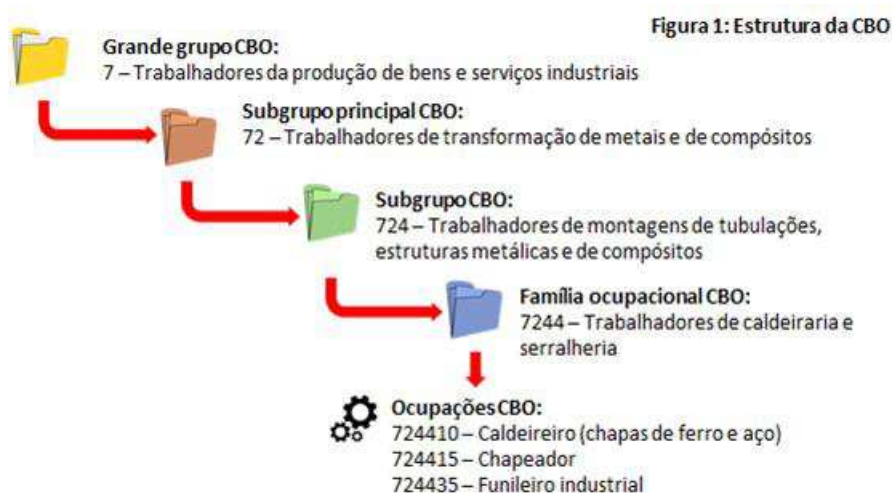 Figura 1: Estrutura da CBO
Grande grupo CBO:
7 – Trabalhadores da produção de bens e serviços industriais
Subgrupo principal CBO:
72 – Trabalhadores de transformação de metais e de compósitos
Subgrupo CBO:
724 – Trabalhadores de montagens de tubulações,
estruturas metálicas e de compósitos
Família ocupacional CBO:
7244 – Trabalhadores de caldeiraria e
serralheria
Ocupações CBO:
724410 – Caldeireiro (chapas de ferro e aço)
724415 – Chapeador
724435 – Funileiro industrial